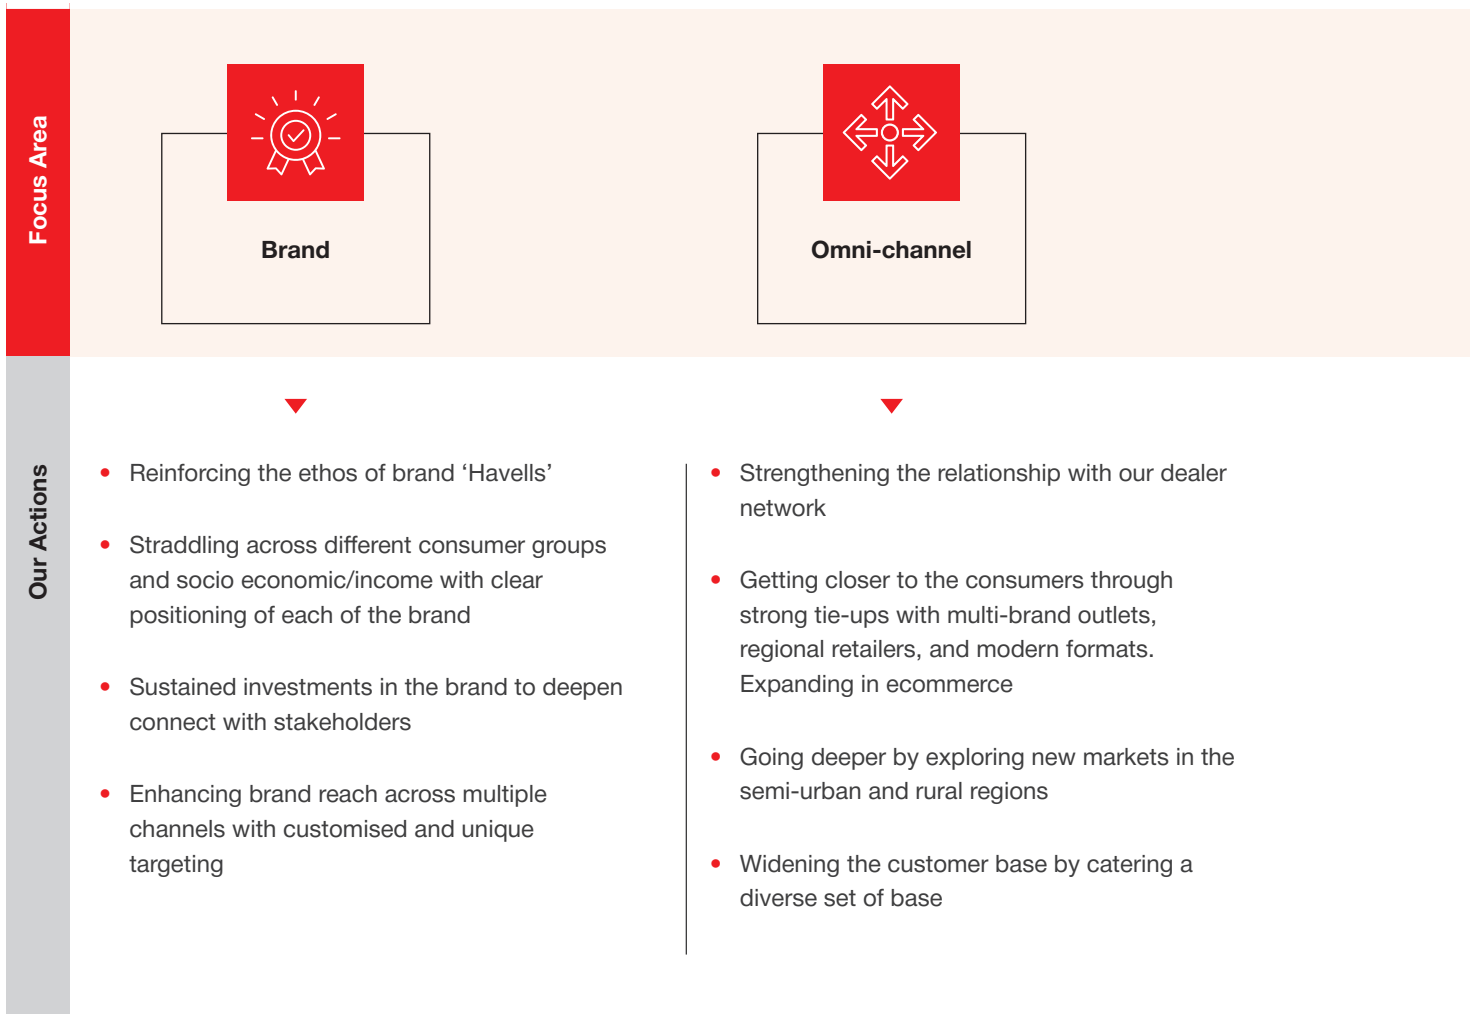 Focus Area
Brand
Omni-channel
Our Actions
Reinforcing the ethos of brand ‘Havells’
Straddling across different consumer groups
and socio economic/income with clear
positioning of each of the brand
Sustained investments in the brand to deepen
connect with stakeholders
Enhancing brand reach across multiple
channels with customised and unique
targeting
Strengthening the relationship with our dealer
network
Getting closer to the consumers through
strong tie-ups with multi-brand outlets,
regional retailers, and modern formats.
Expanding in ecommerce
Going deeper by exploring new markets in the
semi-urban and rural regions
Widening the customer base by catering a
diverse set of base